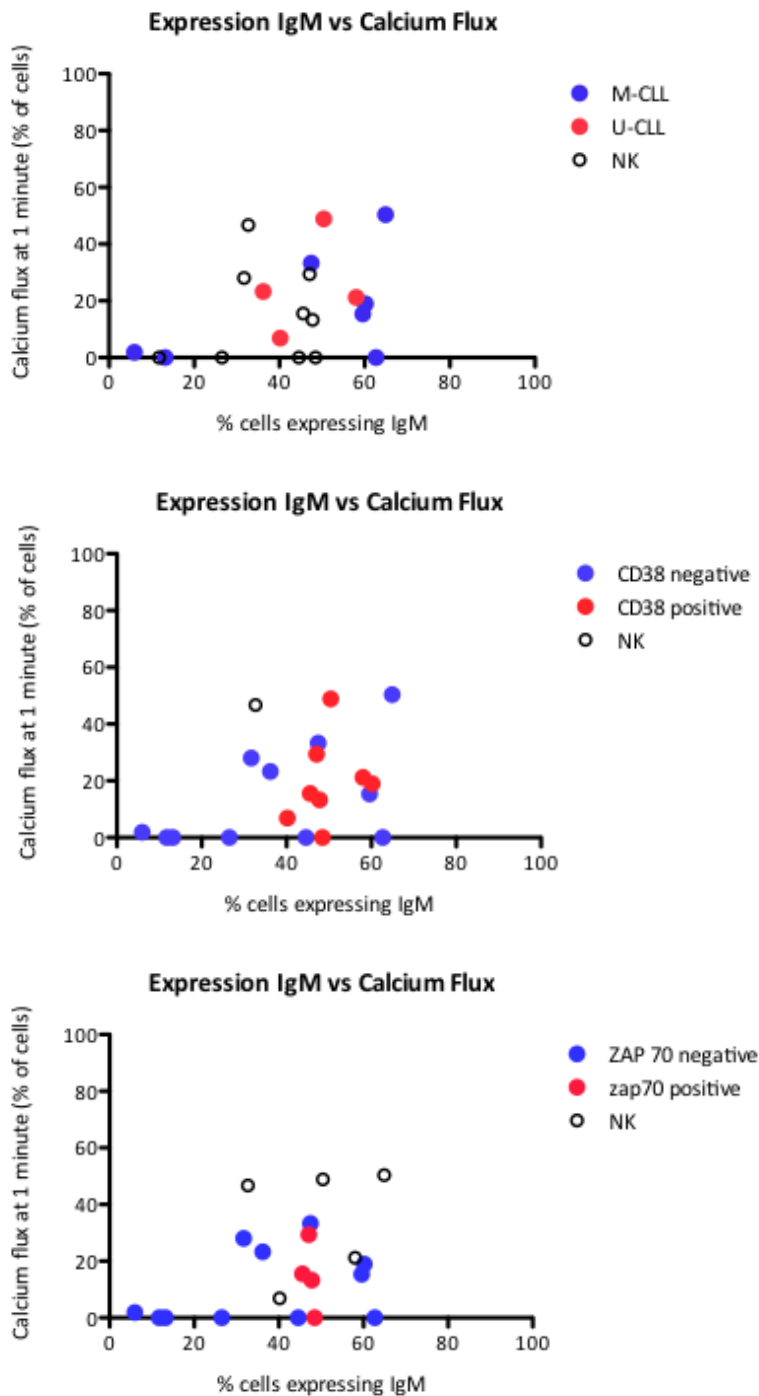 Expression IgM vs Calcium Flux
Calcium flux at 1 minute (% of cells)
100
80
60
40
20
0
0 20 40 60 80 100
% cells expressing IgM
M-CLL
U-CLL
NK
Expression IgM vs Calcium Flux
Calcium flux at 1 minute (% of cells)
100
80
60
40
20
0
0 20 40 60 80 100
% cells expressing IgM
CD38 negative
CD38 positive
NK
Expression IgM vs Calcium Flux
Calcium flux at 1 minute (% of cells)
100
80
60
40
20
0
0 20 40 60 80 100
% cells expressing IgM
ZAP 70 negative
zap70 positive
NK